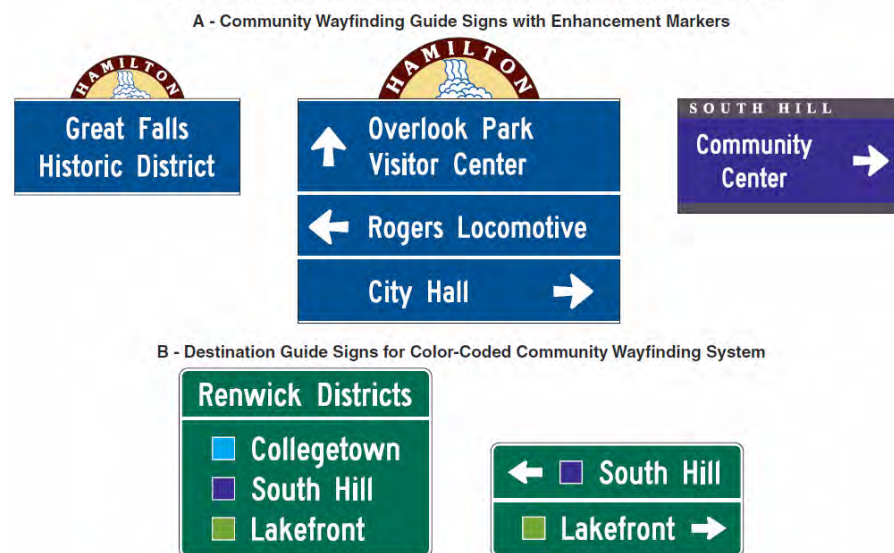 A - Community Wayfinding Guide Signs with Enhancement Markers
HAMILTON
Great Falls
Historic District
HAMILTON
Overlook Park
Visitor Center
Rogers Locomotive
City Hall
SOUTH HILL
Community
Center
B - Destination Guide Signs for Color-Coded Community Wayfinding System
Renwick Districts
Collegetown
South Hill
Lakefront
South Hill
Lakefront